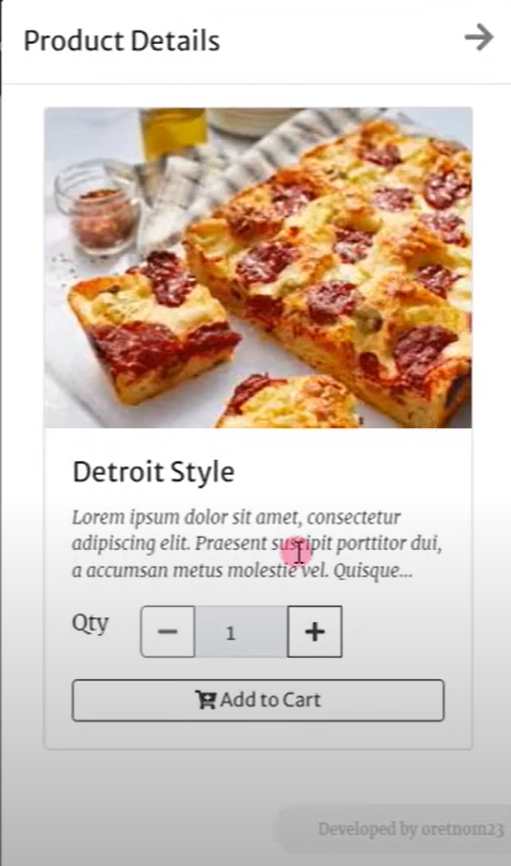 Product Details
Detroit Style
Lorem ipsum dolor sit amet, consectetur
adipiscing elit. Praesent suscipit porttitor dui,
a accumsan metus molestie vel. Quisque...
Qty
1
Add to Cart
Developed by oretnom23